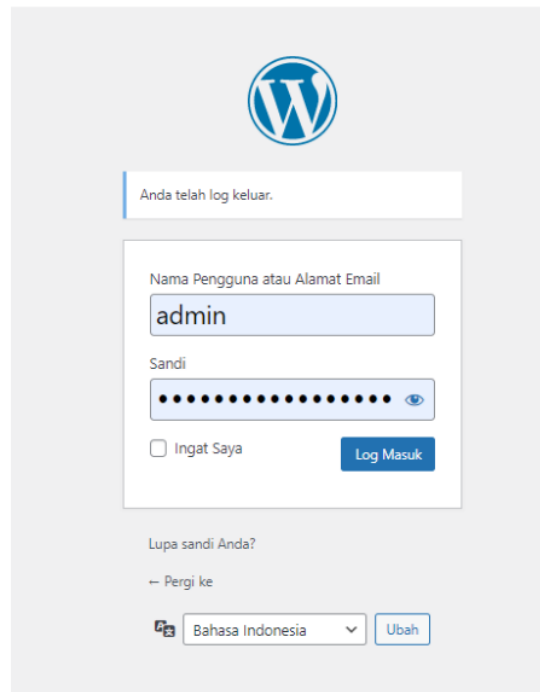 Anda telah log keluar.
Nama Pengguna atau Alamat Email
admin
Sandi
•••••••••••••••••
Ingat Saya
Log Masuk
Lupa sandi Anda?
← Pergi ke
Bahasa Indonesia
Ubah